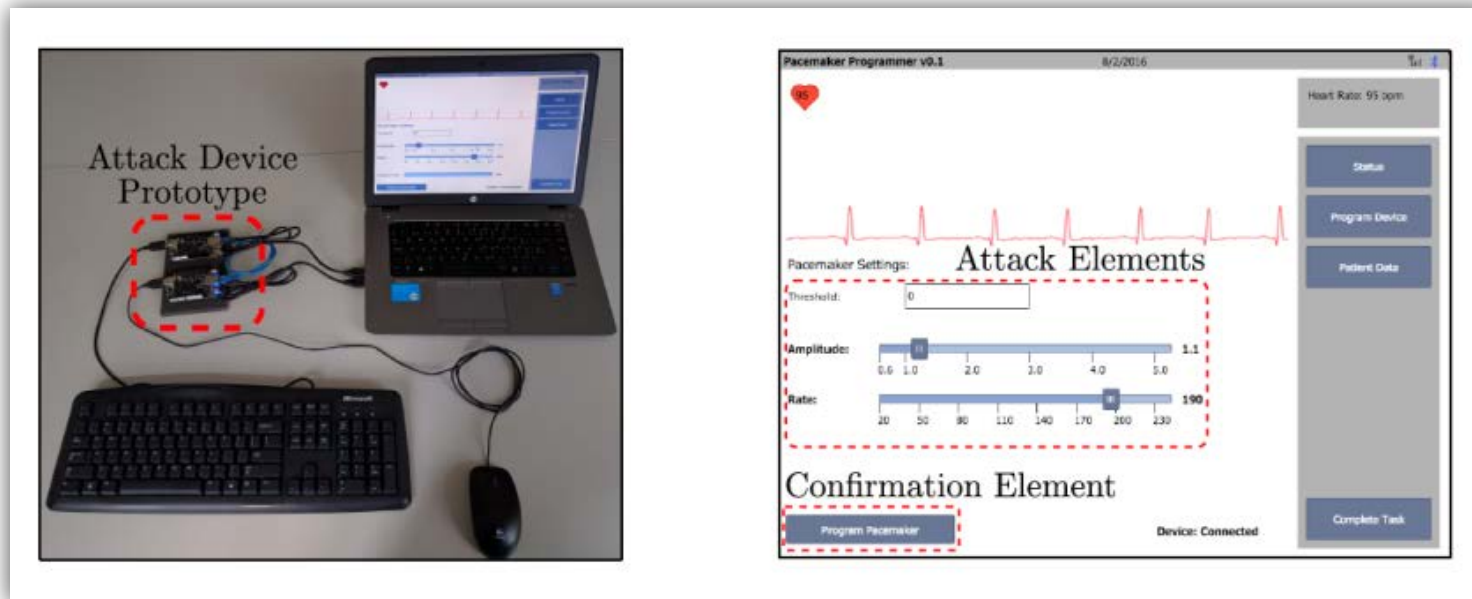 Attack Device
Prototype
Pacemaker Programmer v0.1 8/2/2016
95
Heart Rate: 95 bpm
Status
Program Device
Patient Data
Attack Elements
Pacemaker Settings:
Threshold: 0
Amplitude: 1.1
0.6 1.0 2.0 3.0 4.0 5.0
Rate: 190
20 50 80 110 140 170 200 230
Confirmation Element
Program Pacemaker
Device: Connected
Complete Task